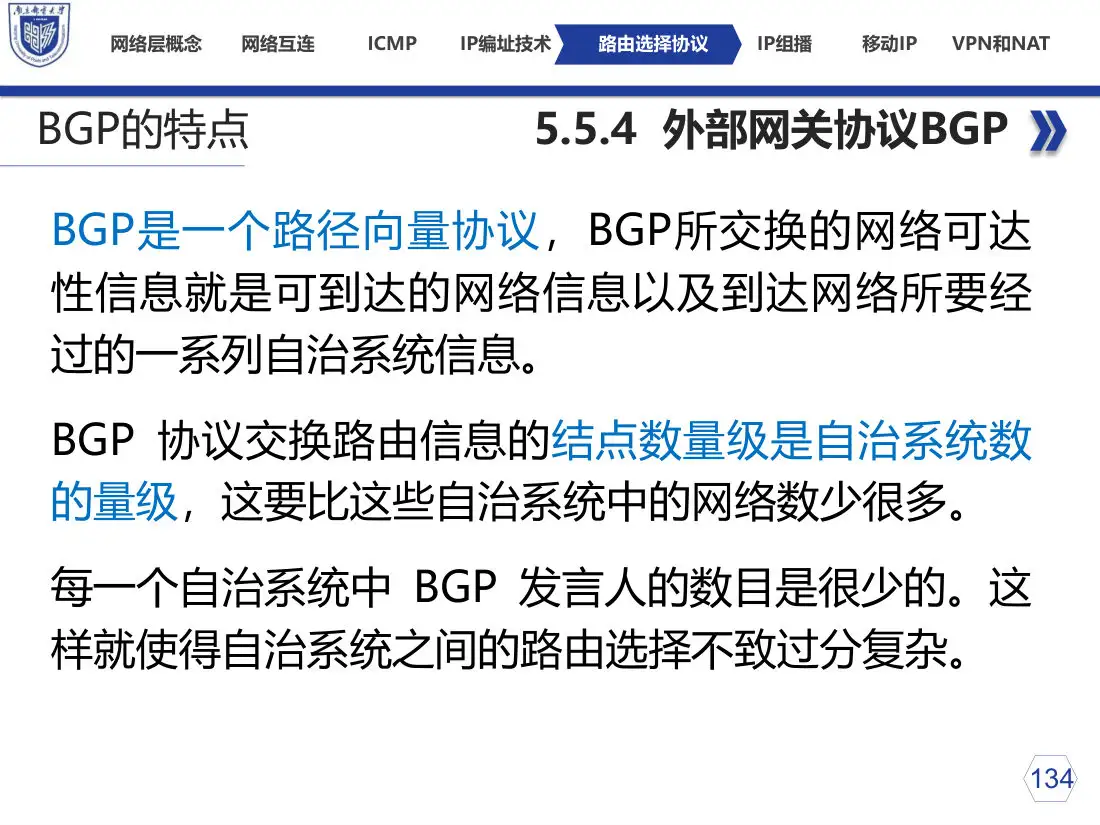 网络层概念 网络互连 ICMP IP编址技术 路由选择协议 IP组播 移动IP VPN和NAT
BGP的特点
5.5.4 外部网关协议BGP
BGP是一个路径向量协议，BGP所交换的网络可达
性信息就是可到达的网络信息以及到达网络所要经
过的一系列自治系统信息。
BGP 协议交换路由信息的结点数量级是自治系统数
的量级，这要比这些自治系统中的网络数少很多。
每一个自治系统中 BGP 发言人的数目是很少的。这
样就使得自治系统之间的路由选择不致过分复杂。
134